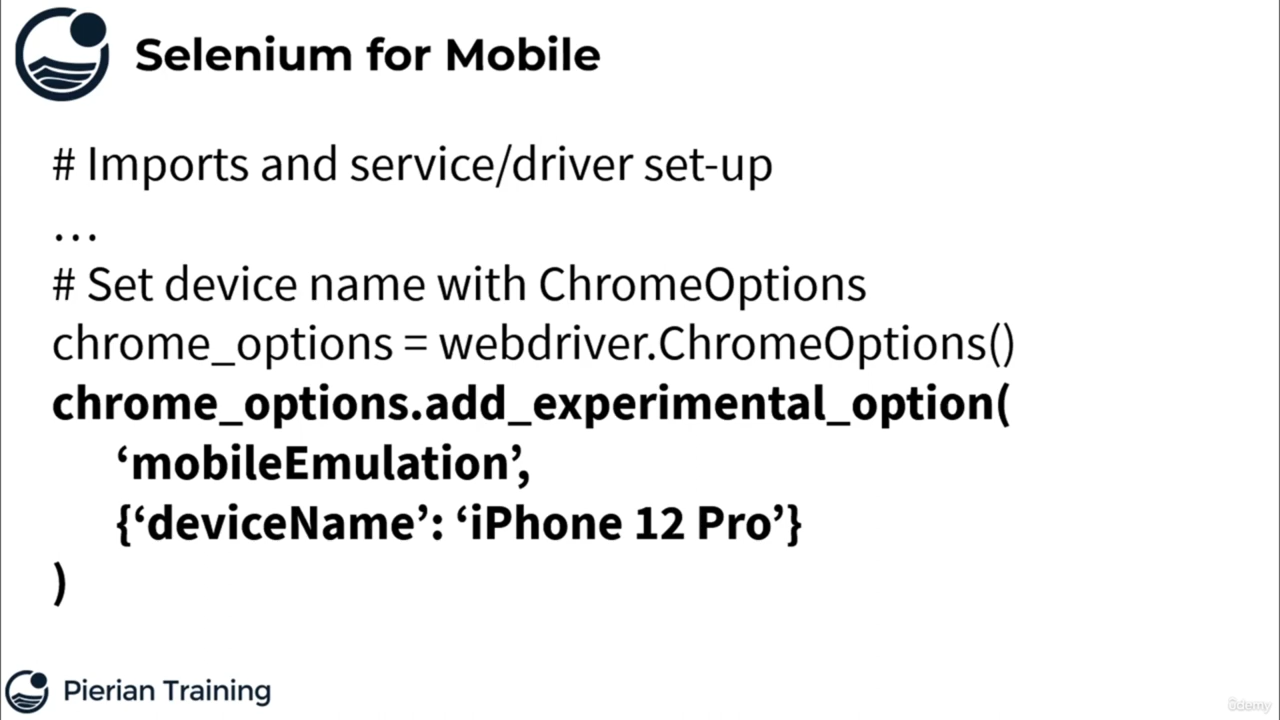 Selenium for Mobile
# Imports and service/driver set-up
…
# Set device name with ChromeOptions
chrome_options = webdriver.ChromeOptions()
chrome_options.add_experimental_option(
‘mobileEmulation’,
{‘deviceName’: ‘iPhone 12 Pro’}
)
Pierian Training
ûdemy